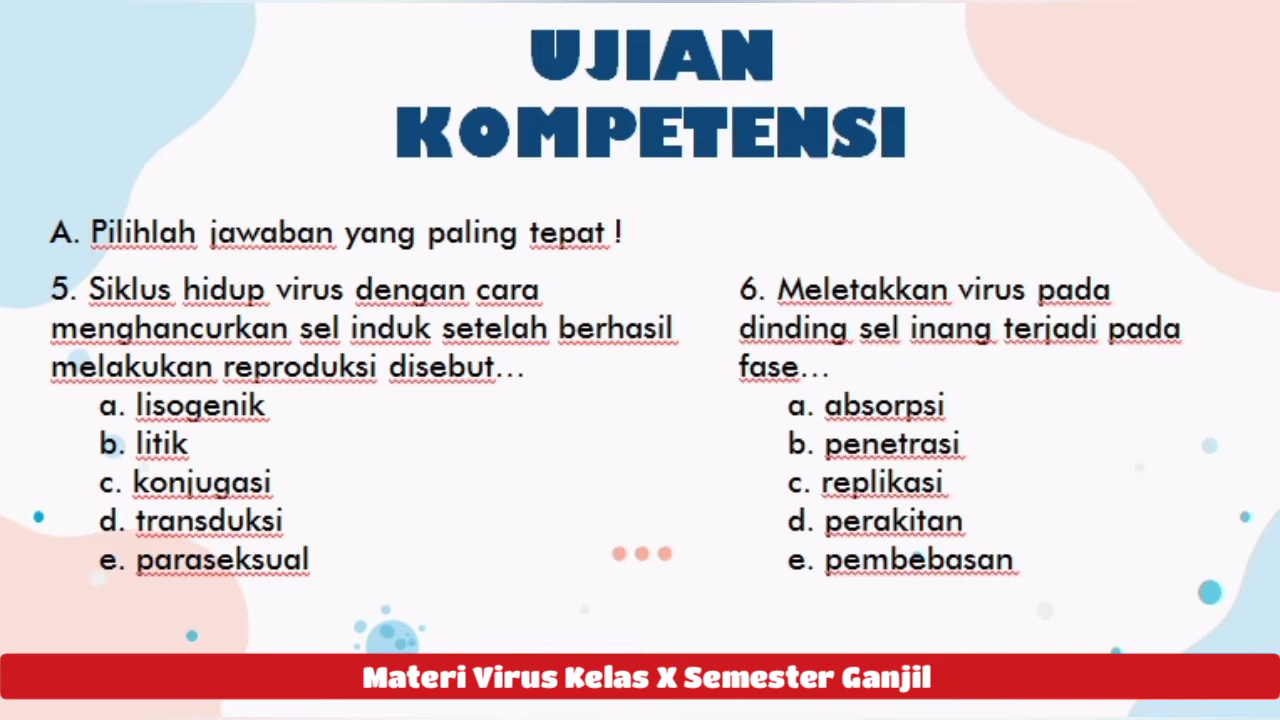 UJIAN
KOMPETENSI
A. Pilihlah jawaban yang paling tepat !
5. Siklus hidup virus dengan cara
menghancurkan sel induk setelah berhasil
melakukan reproduksi disebut...
a. lisogenik
b. litik
c. konjugasi
d. transduksi
e. paraseksual
6. Meletakkan virus pada
dinding sel inang terjadi pada
fase...
a. absorpsi
b. penetrasi
c. replikasi
d. perakitan
e. pembebasan
Materi Virus Kelas X Semester Ganjil